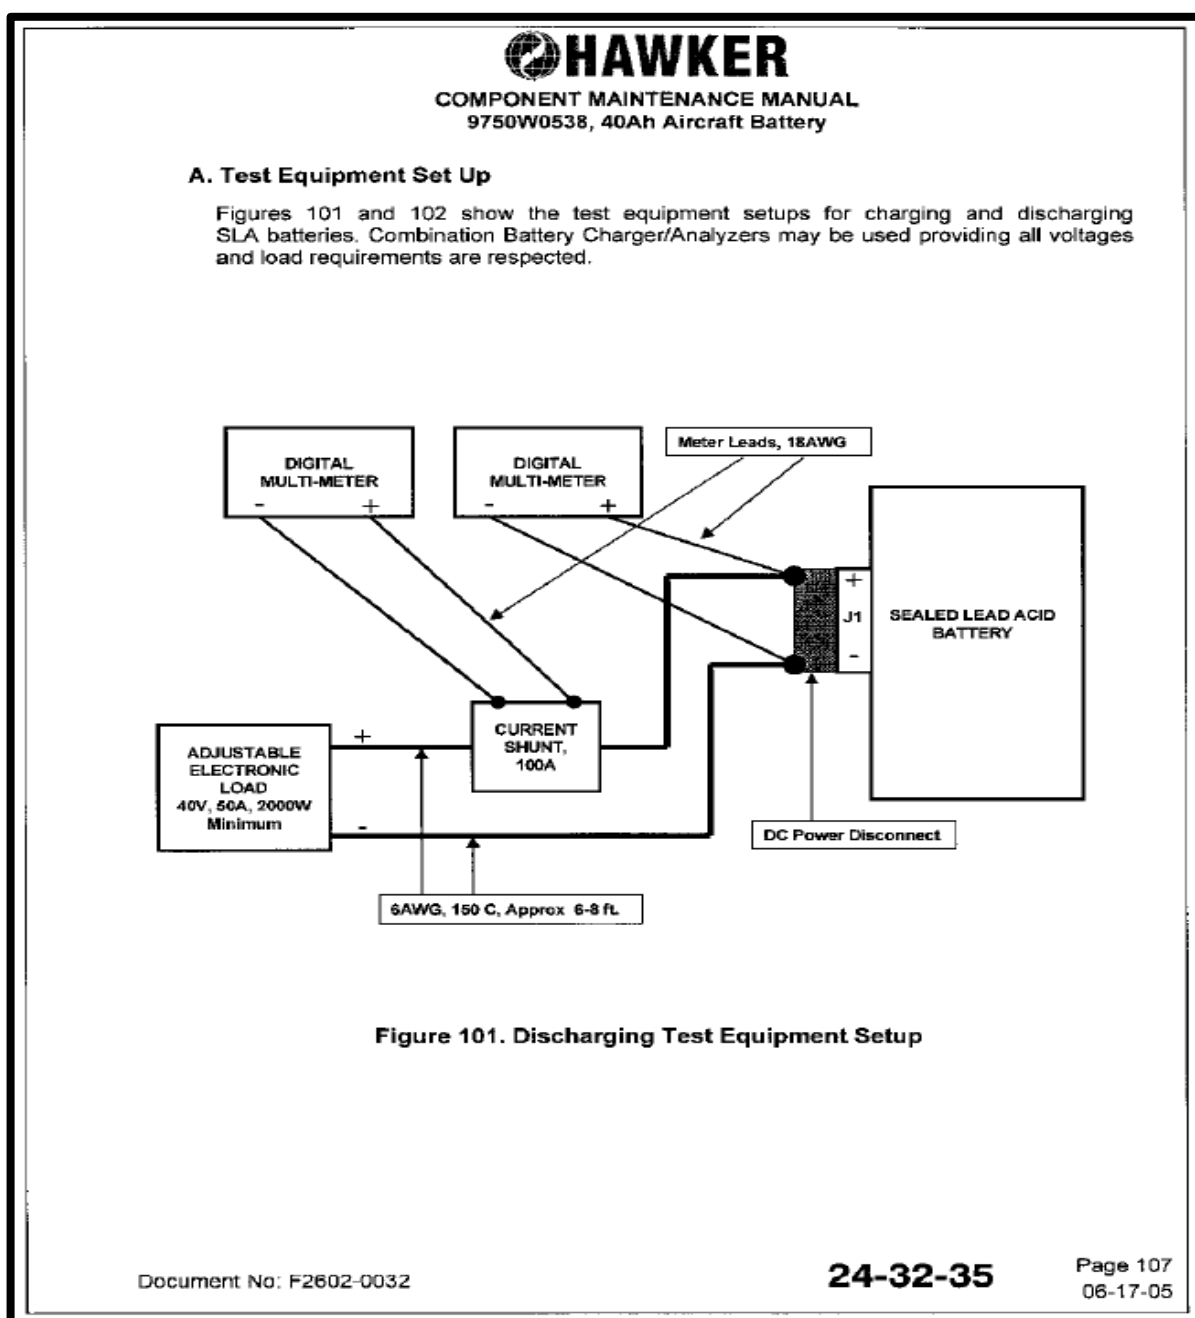 HAWKER
COMPONENT MAINTENANCE MANUAL
9750W0538, 40Ah Aircraft Battery
A. Test Equipment Set Up
Figures 101 and 102 show the test equipment setups for charging and discharging
SLA batteries. Combination Battery Charger/Analyzers may be used providing all voltages
and load requirements are respected.
DIGITAL
MULTI-METER
- +
DIGITAL
MULTI-METER
- +
Meter Leads, 18AWG
+
J1
-
SEALED LEAD ACID
BATTERY
CURRENT
SHUNT,
100A
ADJUSTABLE
ELECTRONIC
LOAD
40V, 50A, 2000W
Minimum
+
-
DC Power Disconnect
6AWG, 150 C, Approx 6-8 ft.
Figure 101. Discharging Test Equipment Setup
Document No: F2602-0032
24-32-35
Page 107
06-17-05